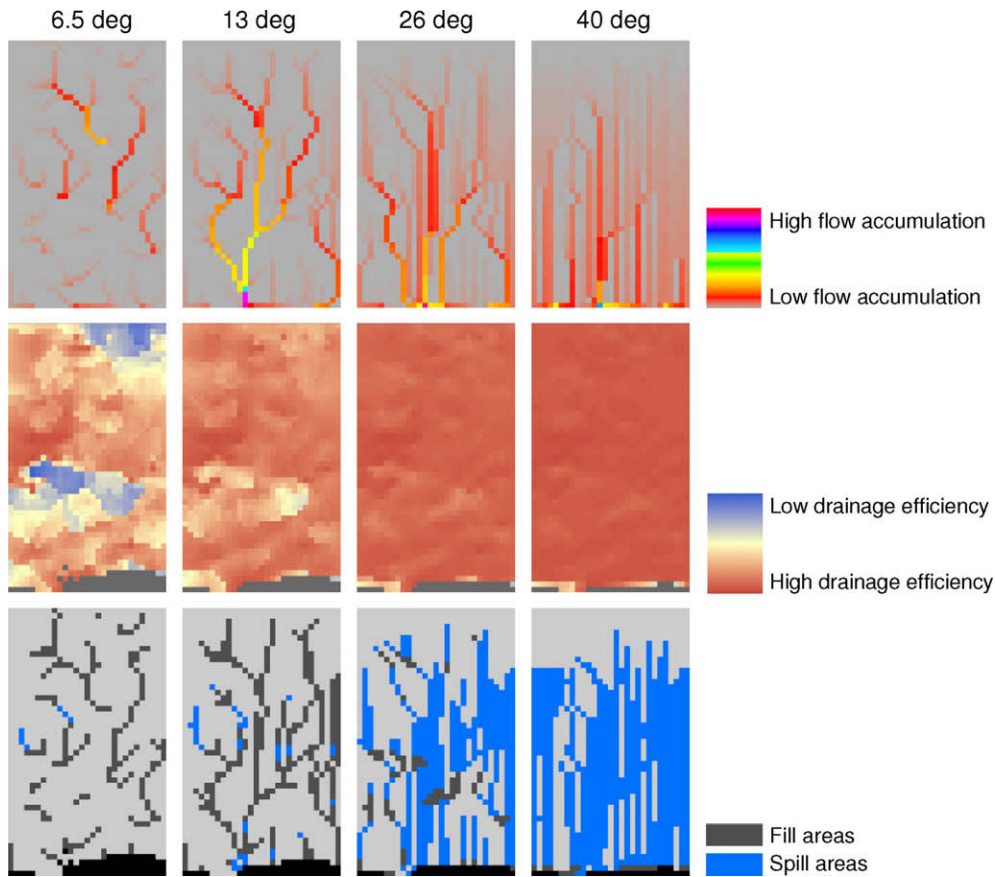 6.5 deg
13 deg
26 deg
40 deg
High flow accumulation
Low flow accumulation
Low drainage efficiency
High drainage efficiency
Fill areas
Spill areas